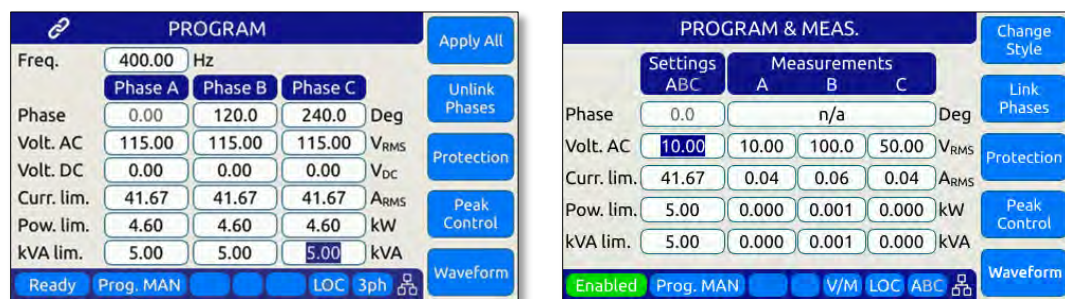 PROGRAM
Apply All
Freq. 400.00 Hz
Phase A Phase B Phase C
Unlink Phases
Phase 0.00 120.0 240.0 Deg
Volt. AC 115.00 115.00 115.00 VRMS
Protection
Volt. DC 0.00 0.00 0.00 VDC
Curr. lim. 41.67 41.67 41.67 ARMS
Peak Control
Pow. lim. 4.60 4.60 4.60 kW
kVA lim. 5.00 5.00 5.00 kVA
Waveform
Ready Prog. MAN LOC 3ph
PROGRAM & MEAS.
Change Style
Settings Measurements
ABC A B C
Link Phases
Phase 0.0 n/a Deg
Volt. AC 10.00 10.00 100.0 50.00 VRMS
Protection
Curr. lim. 41.67 0.04 0.06 0.04 ARMS
Pow. lim. 5.00 0.000 0.001 0.000 kW
Peak Control
kVA lim. 5.00 0.000 0.001 0.000 kVA
Waveform
Enabled Prog. MAN V/M LOC ABC